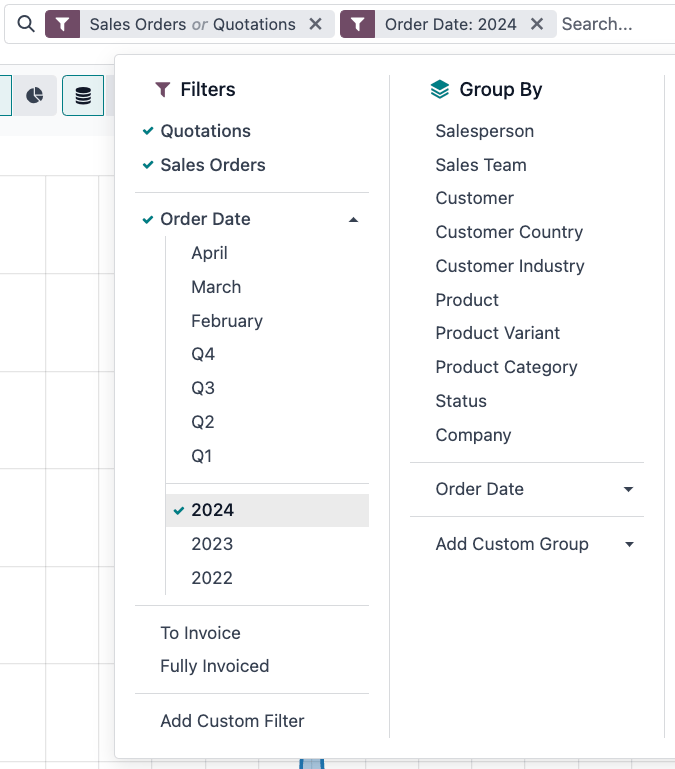 Sales Orders or Quotations
Order Date: 2024
Search...
Filters
Quotations
Sales Orders
Order Date
April
March
February
Q4
Q3
Q2
Q1
2024
2023
2022
To Invoice
Fully Invoiced
Add Custom Filter
Group By
Salesperson
Sales Team
Customer
Customer Country
Customer Industry
Product
Product Variant
Product Category
Status
Company
Order Date
Add Custom Group